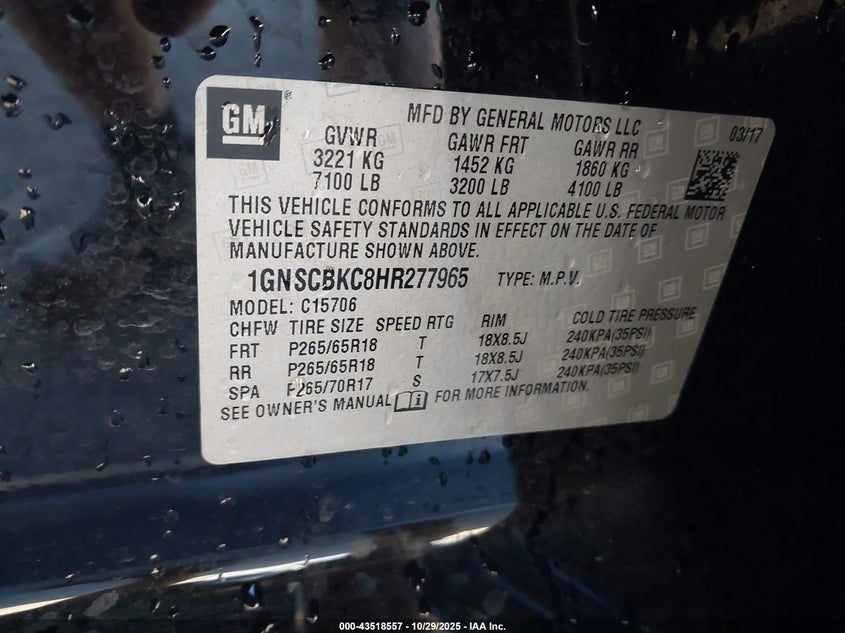 GM
MFD BY GENERAL MOTORS LLC
03/17
GVWR GAWR FRT GAWR RR
3221 KG 1452 KG 1860 KG
7100 LB 3200 LB 4100 LB
THIS VEHICLE CONFORMS TO ALL APPLICABLE U.S. FEDERAL MOTOR
VEHICLE SAFETY STANDARDS IN EFFECT ON THE DATE OF
MANUFACTURE SHOWN ABOVE.
1GNSCBKC8HR277965 TYPE: M.P.V.
MODEL: C15706
CHFW TIRE SIZE SPEED RTG RIM COLD TIRE PRESSURE
FRT P265/65R18 T 18X8.5J 240KPA(35PSI)
RR P265/65R18 T 18X8.5J 240KPA(35PSI)
SPA P265/70R17 S 17X7.5J 240KPA(35PSI)
SEE OWNER'S MANUAL FOR MORE INFORMATION.
000-43518557 - 10/29/2025 - IAA Inc.